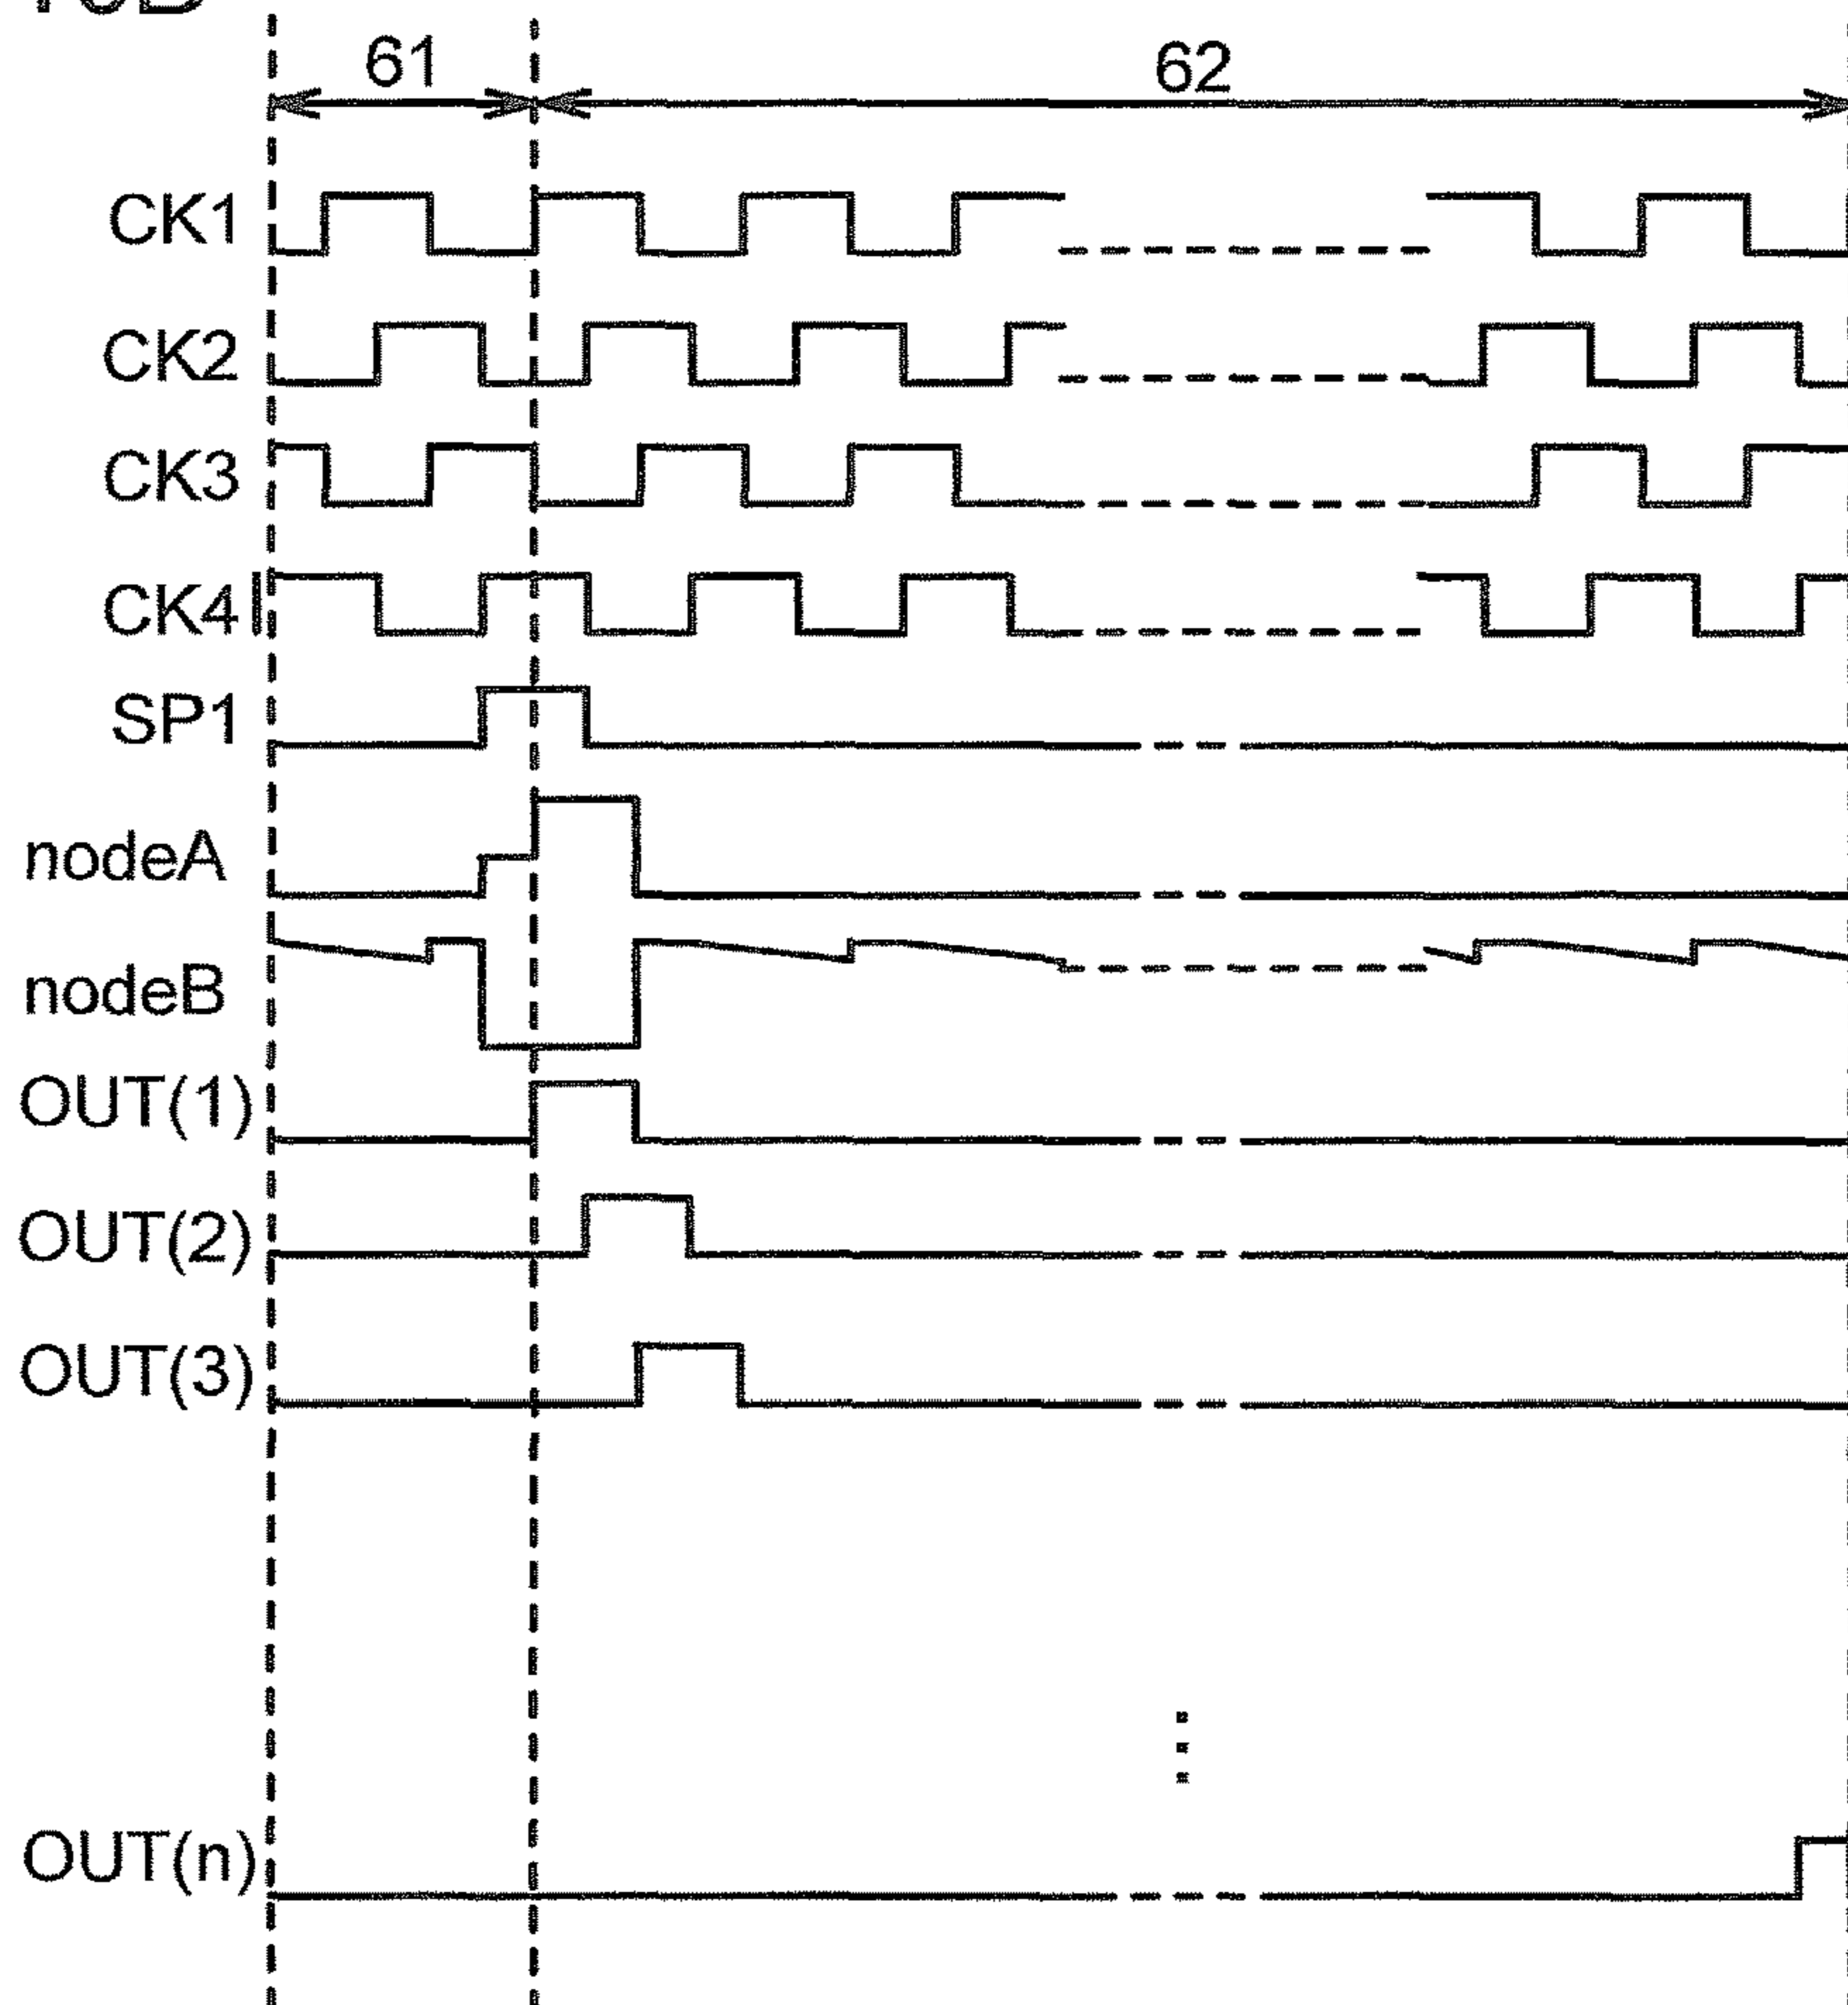 61
62
CK1
CK2
CK3
CK4
SP1
nodeA
nodeB
OUT(1)
OUT(2)
OUT(3)
OUT(n)